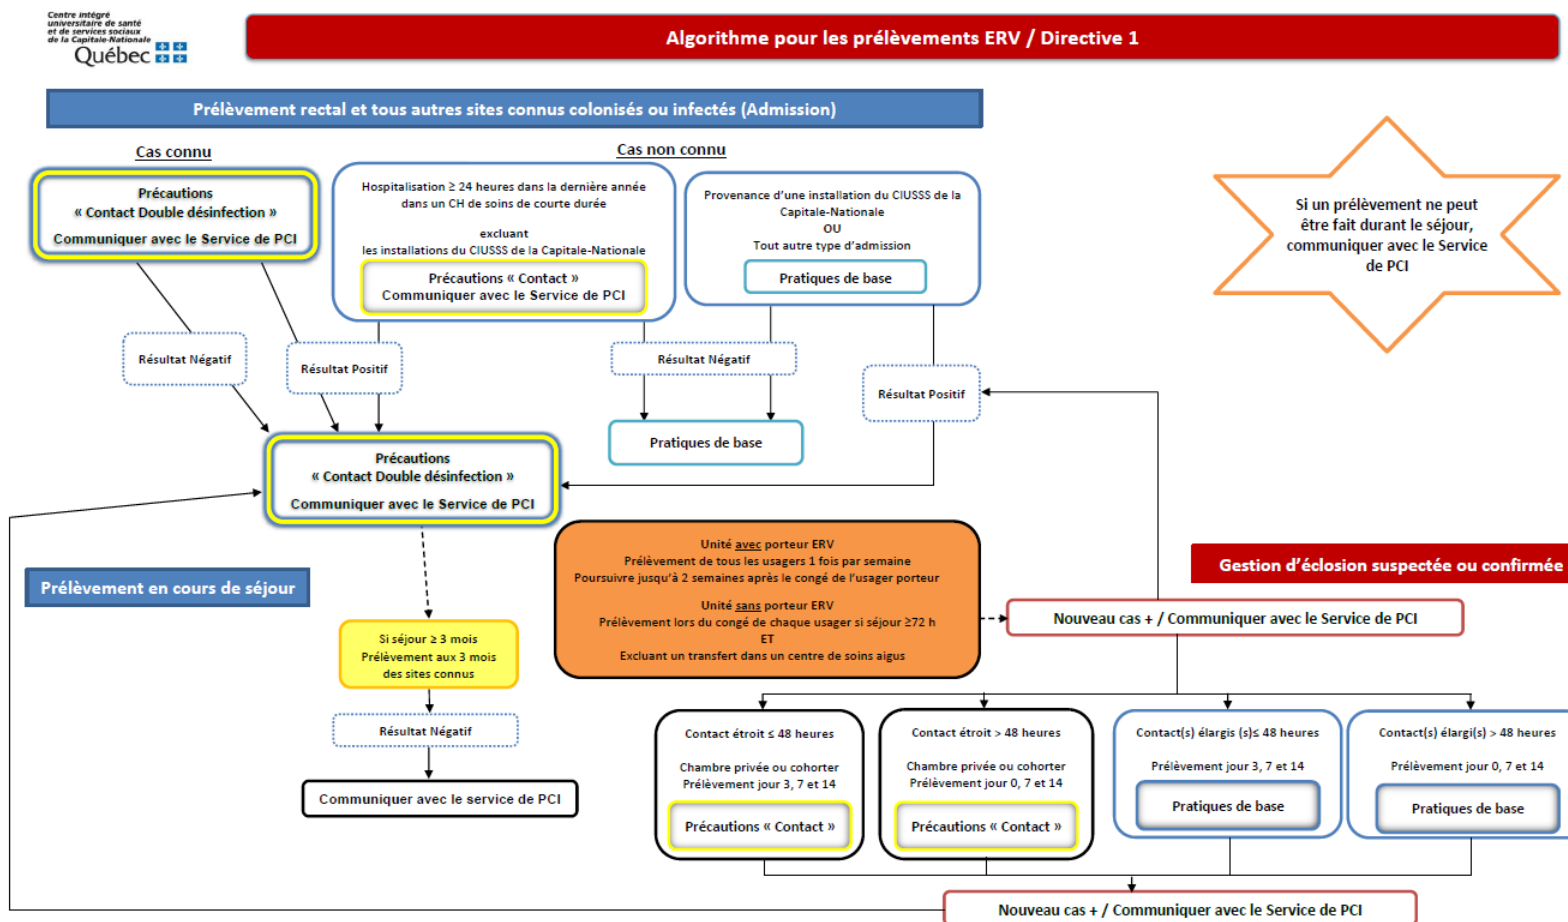 Centre intégré
universitaire de santé
et de services sociaux
de la Capitale-Nationale
Québec
Algorithme pour les prélèvements ERV / Directive 1
Prélèvement rectal et tous autres sites connus colonisés ou infectés (Admission)
Cas connu
Cas non connu
Précautions
« Contact Double désinfection »
Communiquer avec le Service de PCI
Hospitalisation ≥ 24 heures dans la dernière année
dans un CH de soins de courte durée
excluant
les installations du CIUSSS de la Capitale-Nationale
Précautions « Contact »
Communiquer avec le Service de PCI
Provenance d'une installation du CIUSSS de la
Capitale-Nationale
OU
Tout autre type d'admission
Pratiques de base
Si un prélèvement ne peut
être fait durant le séjour,
communiquer avec le Service
de PCI
Résultat Négatif
Résultat Positif
Résultat Négatif
Résultat Positif
Pratiques de base
Précautions
« Contact Double désinfection »
Communiquer avec le Service de PCI
Unité avec porteur ERV
Prélèvement de tous les usagers 1 fois par semaine
Poursuivre jusqu'à 2 semaines après le congé de l'usager porteur
Unité sans porteur ERV
Prélèvement lors du congé de chaque usager si séjour ≥72 h
ET
Excluant un transfert dans un centre de soins aigus
Gestion d'éclosion suspectée ou confirmée
Prélèvement en cours de séjour
Nouveau cas + / Communiquer avec le Service de PCI
Si séjour ≥ 3 mois
Prélèvement aux 3 mois
des sites connus
Résultat Négatif
Communiquer avec le service de PCI
Contact étroit ≤ 48 heures
Chambre privée ou cohorter
Prélèvement jour 3, 7 et 14
Précautions « Contact »
Contact étroit > 48 heures
Chambre privée ou cohorter
Prélèvement jour 0, 7 et 14
Précautions « Contact »
Contact(s) élargis (s)≤ 48 heures
Prélèvement jour 3, 7 et 14
Pratiques de base
Contact(s) élargi(s) > 48 heures
Prélèvement jour 0, 7 et 14
Pratiques de base
Nouveau cas + / Communiquer avec le Service de PCI